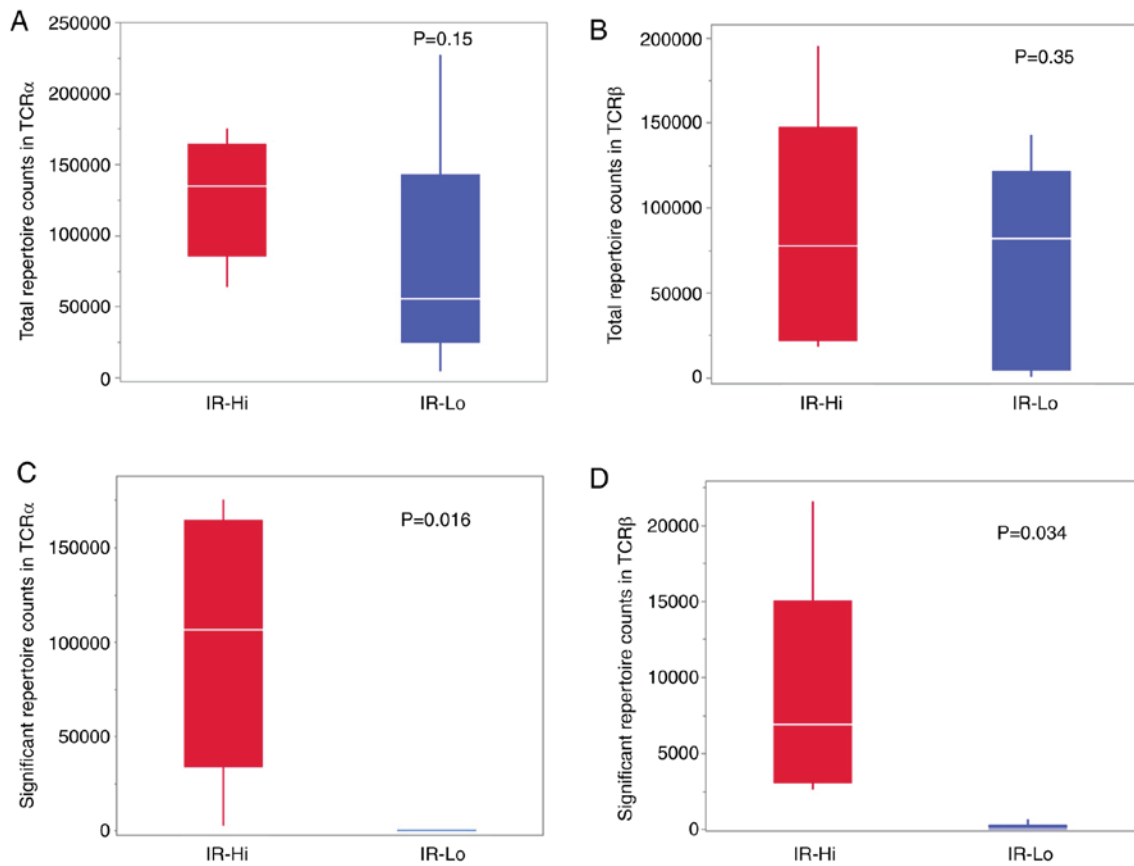 A
Total repertoire counts in TCRα
250000
200000
150000
100000
50000
0
P=0.15
IR-Hi
IR-Lo
B
Total repertoire counts in TCRβ
200000
150000
100000
50000
0
P=0.35
IR-Hi
IR-Lo
C
Significant repertoire counts in TCRα
150000
100000
50000
0
P=0.016
IR-Hi
IR-Lo
D
Significant repertoire counts in TCRβ
20000
15000
10000
5000
0
P=0.034
IR-Hi
IR-Lo